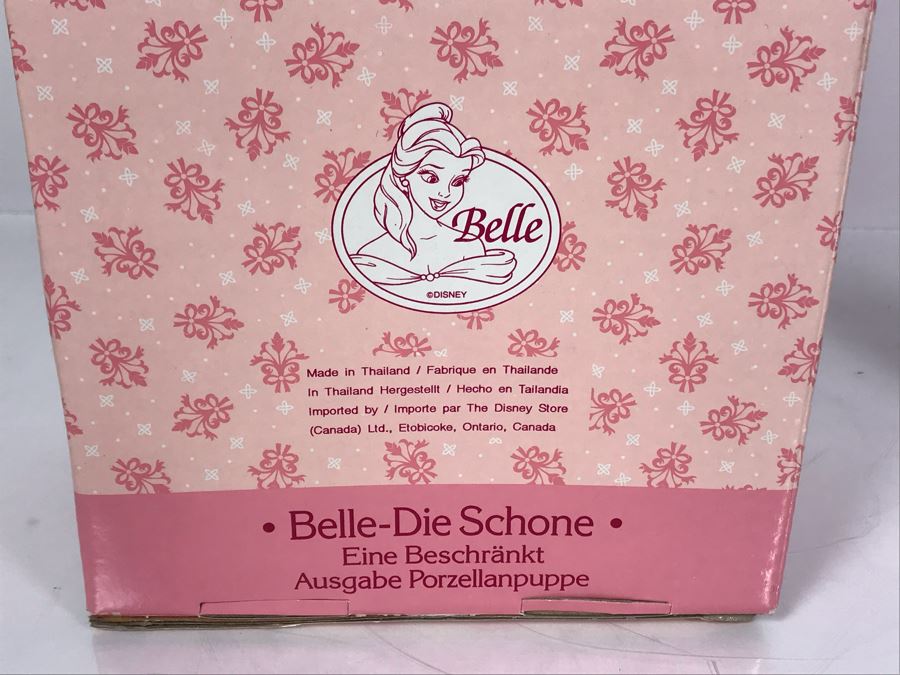 Belle
©DISNEY
Made in Thailand / Fabrique en Thailande
In Thailand Hergestellt / Hecho en Tailandia
Imported by / Importe par The Disney Store
(Canada) Ltd., Etobicoke, Ontario, Canada
• Belle-Die Schone •
Eine Beschränkt
Ausgabe Porzellanpuppe